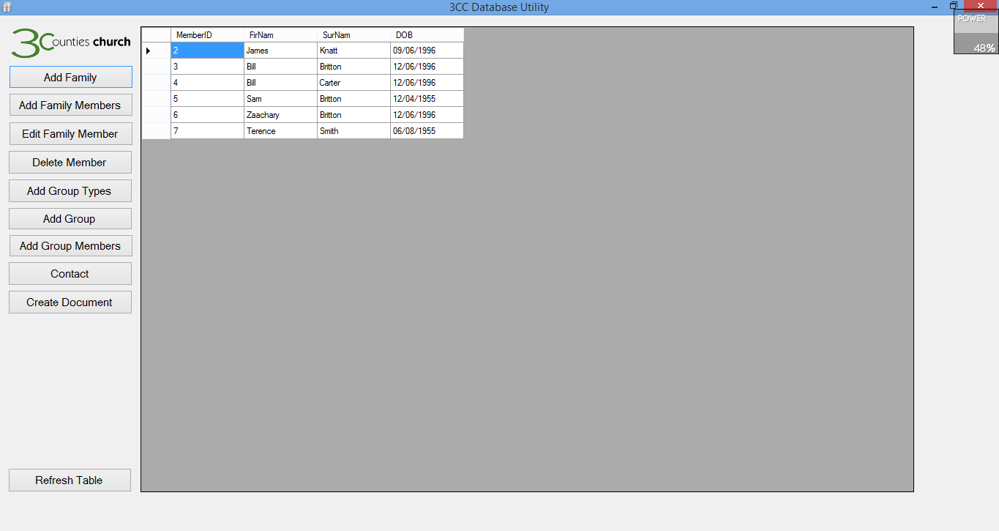 3CC Database Utility
POWER
48%
3Counties church
Add Family
Add Family Members
Edit Family Member
Delete Member
Add Group Types
Add Group
Add Group Members
Contact
Create Document
Refresh Table
MemberID FirNam SurNam DOB
2 James Knatt 09/06/1996
3 Bill Britton 12/06/1996
4 Bill Carter 12/06/1996
5 Sam Britton 12/04/1955
6 Zaachary Britton 12/06/1996
7 Terence Smith 06/08/1955